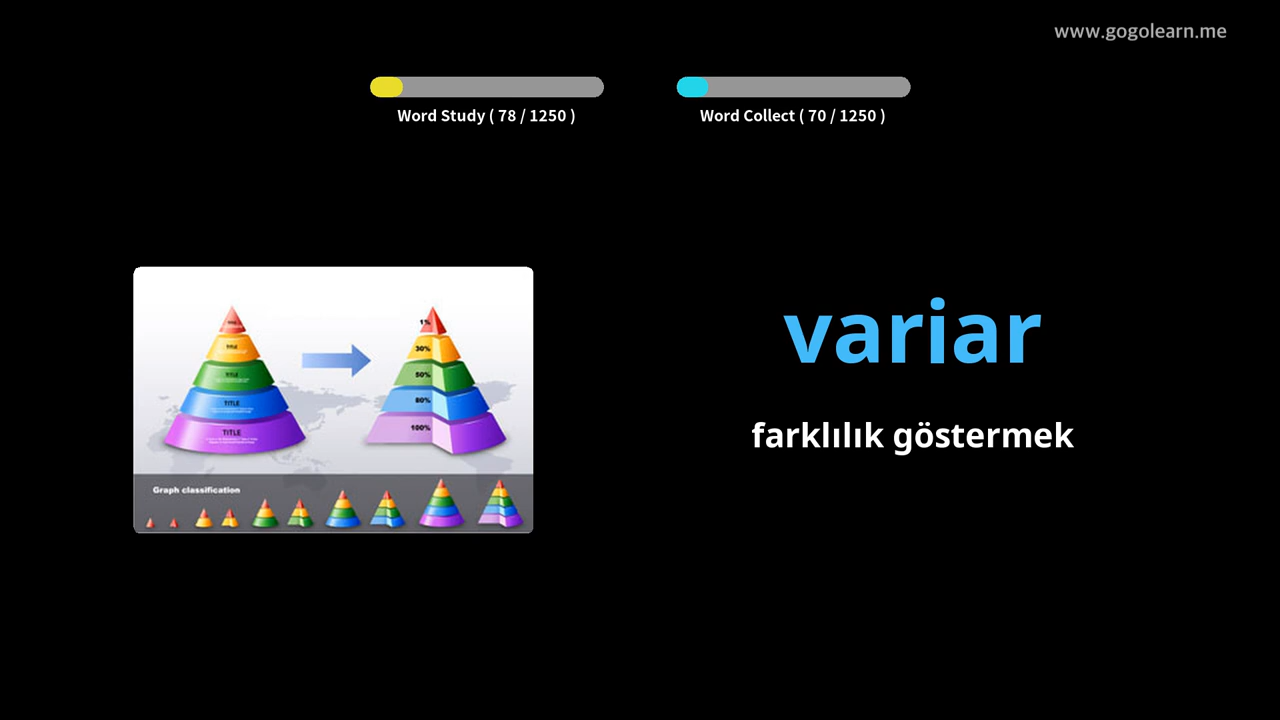 www.gogolearn.me
Word Study ( 78 / 1250 )
Word Collect ( 70 / 1250 )
TITLE
TITLE
TITLE
TITLE
1%
30%
50%
80%
100%
Graph classification
variar
farklılık göstermek